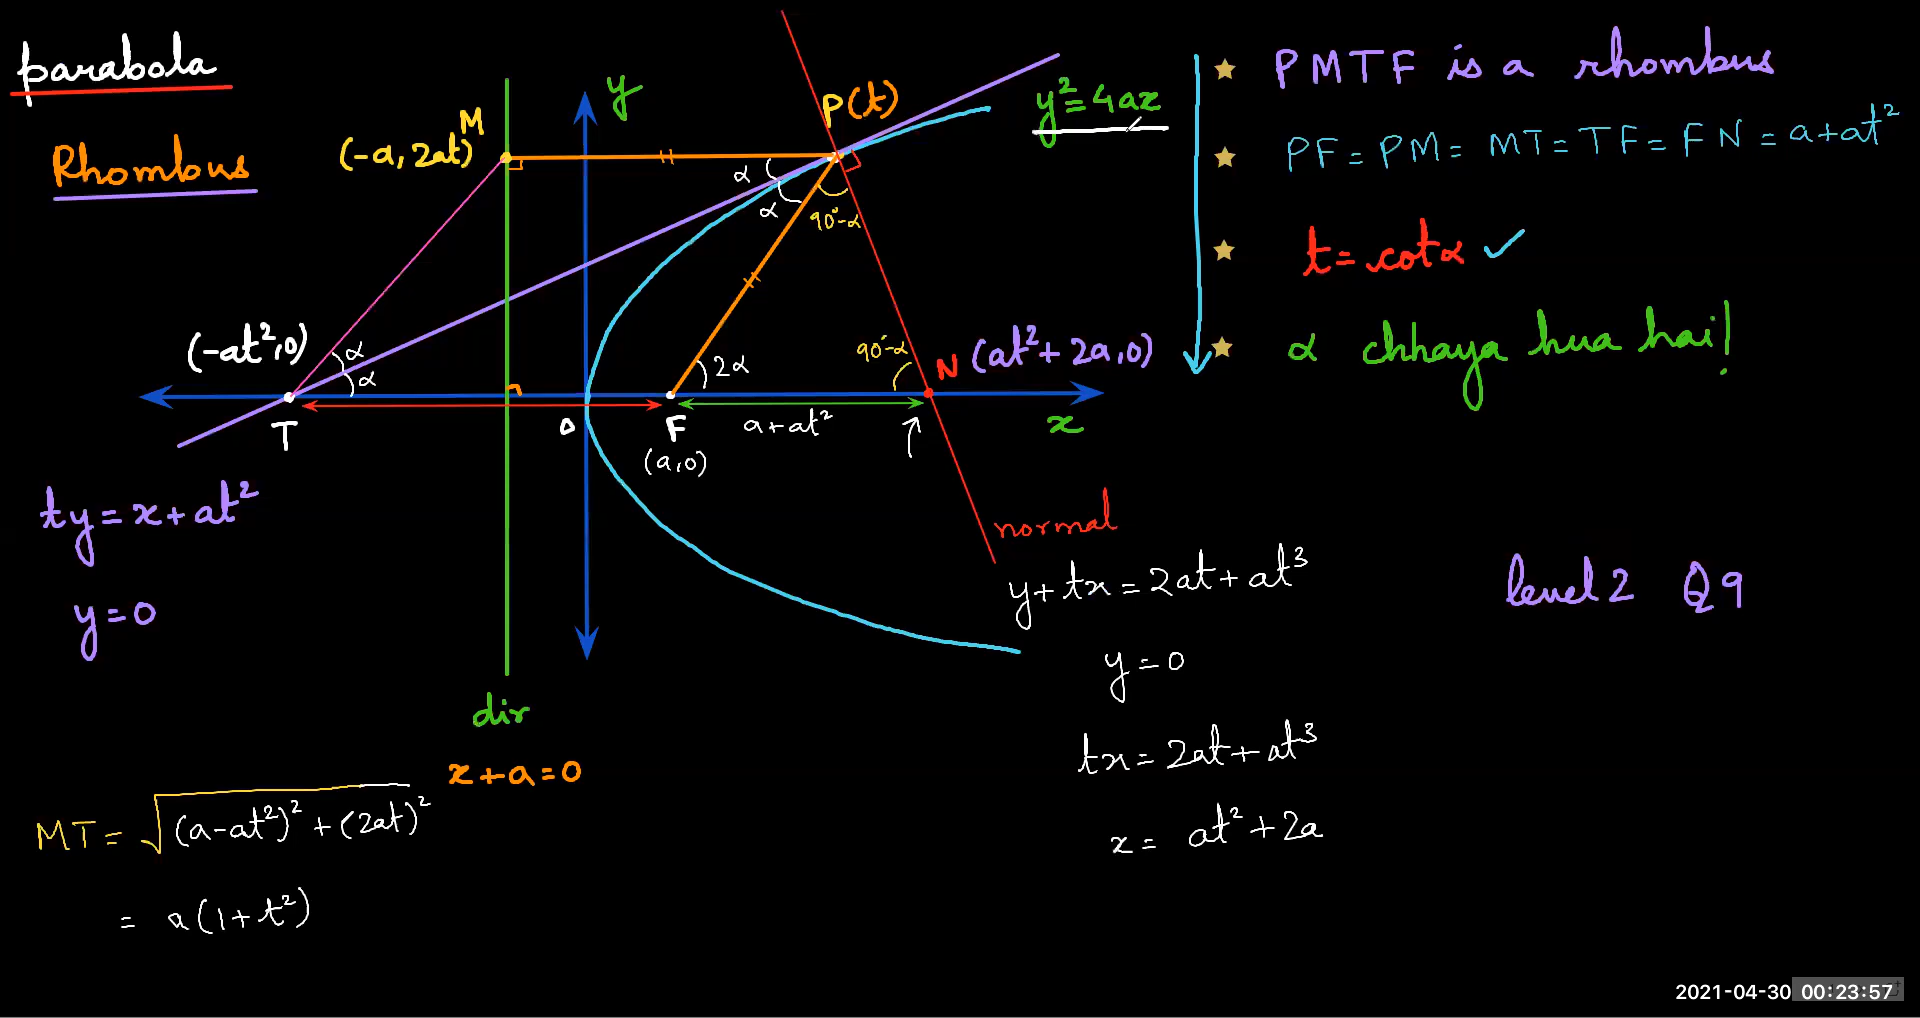 parabola
Rhombus
M
(-a, 2at)
y
P(t)
y²=4ax
α
α
90°-α
(-at²,0)
α
α
2α
90°-α
N (at²+2a,0)
T
O
F
(a,0)
a+at²
x
normal
dir
x+a=0
ty=x+at²
y=0
MT=√(a-at²)²+(2at)²
= a(1+t²)
y+tx=2at+at³
y=0
tx=2at+at³
x= at²+2a
★ PMTF is a rhombus
★ PF=PM=MT=TF=FN=a+at²
★ t=cotα ✓
★ α chhaya hua hai!
level 2 Q9
2021-04-30 00:23:57